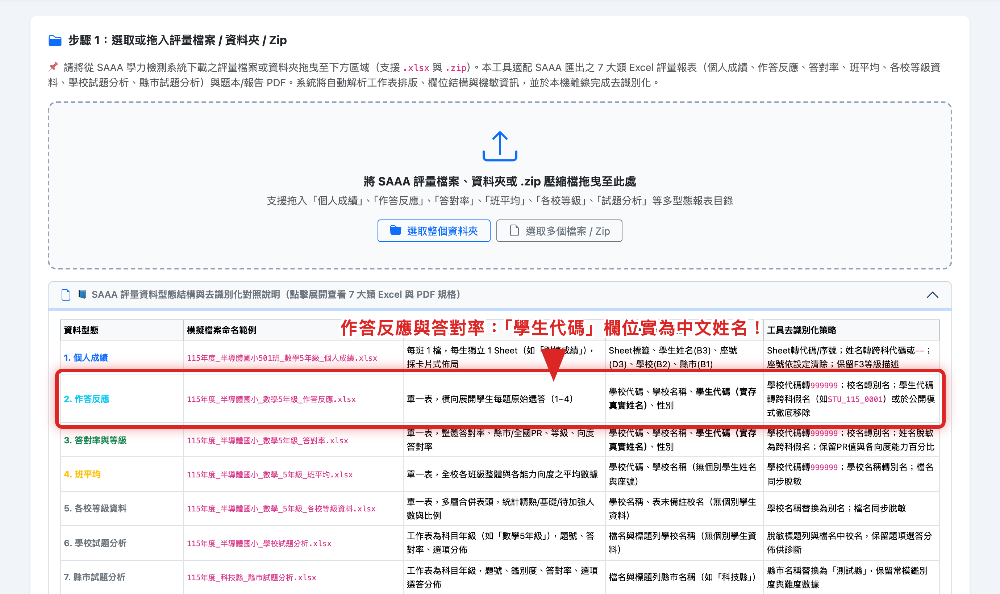 步驟 1：選取或拖入評量檔案 / 資料夾 / Zip
請將從 SAAA 學力檢測系統下載之評量檔案或資料夾拖曳至下方區域（支援 .xlsx 與 .zip）。本工具適配 SAAA 匯出之 7 大類 Excel 評量報表（個人成績、作答反應、答對率、班平均、各校等級資
料、學校試題分析、縣市試題分析）與題本/報告 PDF。系統將自動解析工作表排版、欄位結構與機敏資訊，並於本機離線完成去識別化。
將 SAAA 評量檔案、資料夾或 .zip 壓縮檔拖曳至此處
支援拖入「個人成績」、「作答反應」、「答對率」、「班平均」、「各校等級」、「試題分析」等多型態報表目錄
選取整個資料夾
選取多個檔案 / Zip
SAAA 評量資料型態結構與去識別化對照說明（點擊展開查看 7 大類 Excel 與 PDF 規格）
作答反應與答對率：「學生代碼」欄位實為中文姓名！
資料型態
模擬檔案命名範例
工具去識別化策略
1. 個人成績
115年度_半導體國小501班_數學5年級_個人成績.xlsx
每班 1 檔，每生獨立 1 Sheet（如「成績」），
採卡片式佈局
Sheet標籤、學生姓名(B3)、座號
(D3)、學校(B2)、縣市(B1)
Sheet轉代碼/序號；姓名轉跨科代碼或——；
座號依設定清除；保留F3等級描述
2. 作答反應
115年度_半導體國小_數學5年級_作答反應.xlsx
單一表，橫向展開學生每題原始選答（1~4）
學校代碼、學校名稱、學生代碼（實存
真實姓名）、性別
學校代碼轉999999；校名轉別名；學生代碼
轉跨科假名（如STU_115_0001）或於公開模
式徹底移除
3. 答對率與等級
115年度_半導體國小_數學5年級_答對率.xlsx
單一表，整體答對率、縣市/全國PR、等級、向度
答對率
學校代碼、學校名稱、學生代碼（實存
真實姓名）、性別
學校代碼轉999999；校名轉別名；姓名脫敏
為跨科假名；保留PR值與各向度能力百分比
4. 班平均
115年度_半導體國小_數學_5年級_班平均.xlsx
單一表，全校各班級整體與各能力向度之平均數據
學校代碼、學校名稱（無個別學生姓名
與座號）
學校代碼轉999999；學校名稱轉別名；檔名
同步脫敏
5. 各校等級資料
115年度_半導體國小_數學_5年級_各校等級資料.xlsx
單一表，多層合併表頭，統計精熟/基礎/待加強人
數與比例
學校名稱、表末備註校名（無個別學生
資料）
學校名稱替換為別名；檔名同步脫敏
6. 學校試題分析
115年度_半導體國小_學校試題分析.xlsx
工作表為科目年級（如「數學5年級」），題號、答
對率、選項分佈
檔名與標題列學校名稱（無個別學生資
料）
脫敏標題列與檔名中校名，保留題項選答分
佈供診斷
7. 縣市試題分析
115年度_科技縣_縣市試題分析.xlsx
工作表為科目年級，題號、鑑別度、答對率、選項
選答分佈
檔名與標題列縣市名稱（如「科技縣」）
縣市名稱替換為「測試縣」，保留常模鑑別
度與難度數據